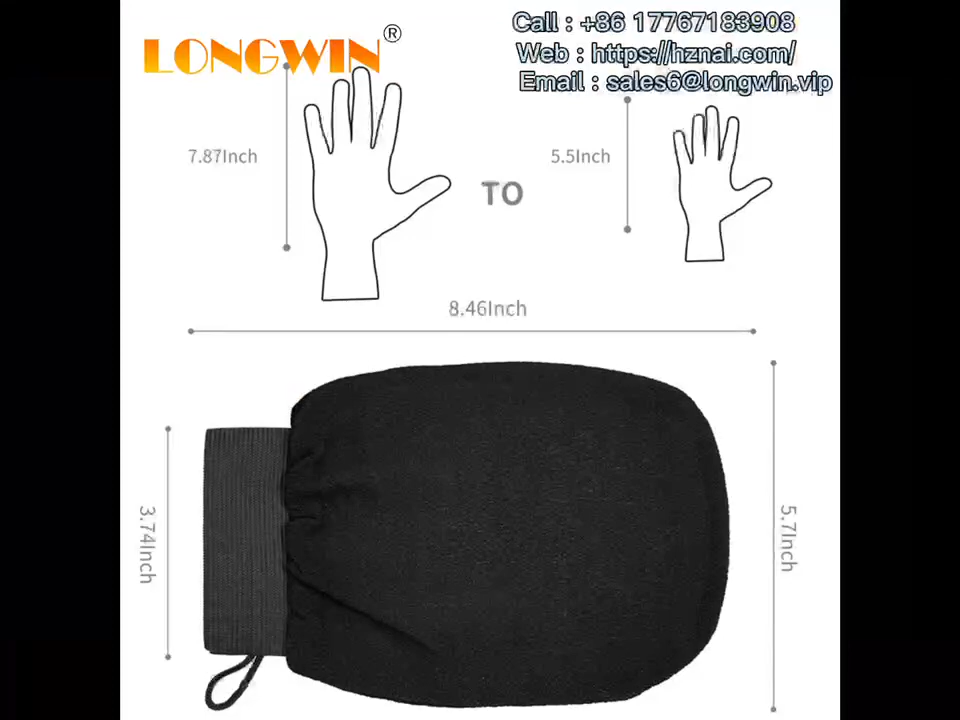 LONGWIN®
Call : +86 17767183908
Web : https://hznai.com/
Email : sales6@longwin.vip
7.87Inch
TO
5.5Inch
8.46Inch
3.74Inch
5.7Inch